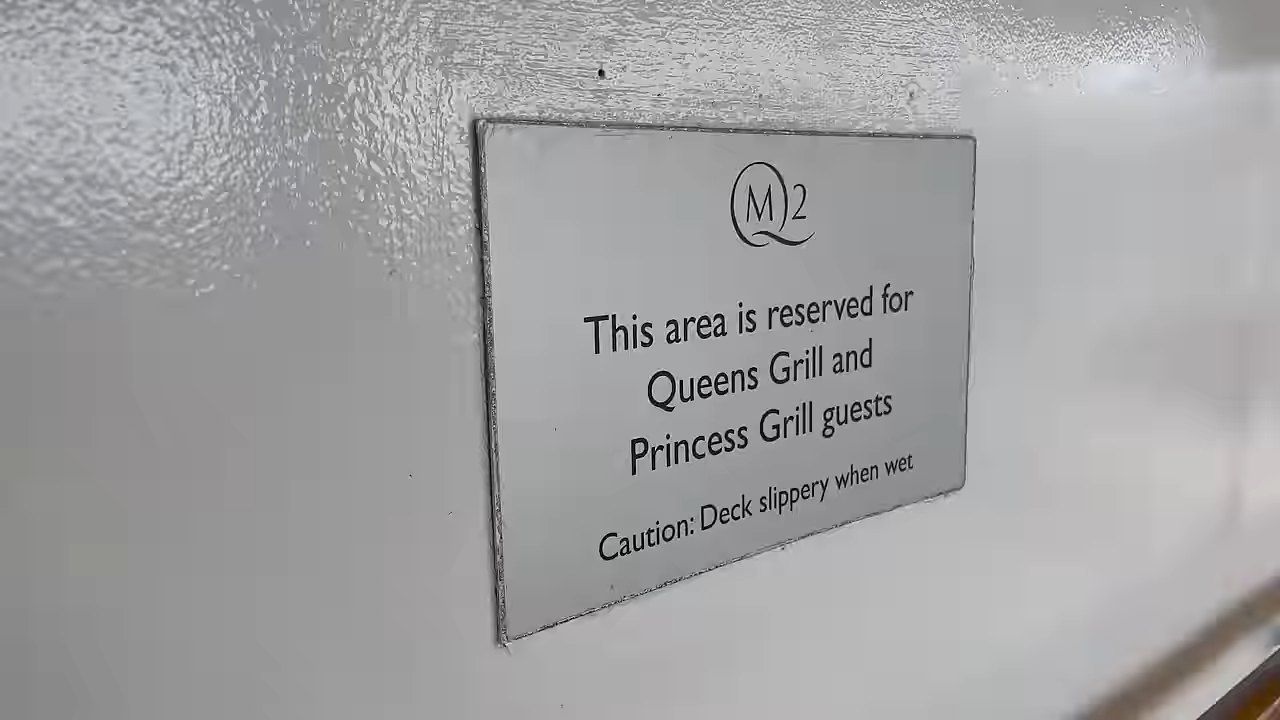 QM2
This area is reserved for
Queens Grill and
Princess Grill guests
Caution: Deck slippery when wet